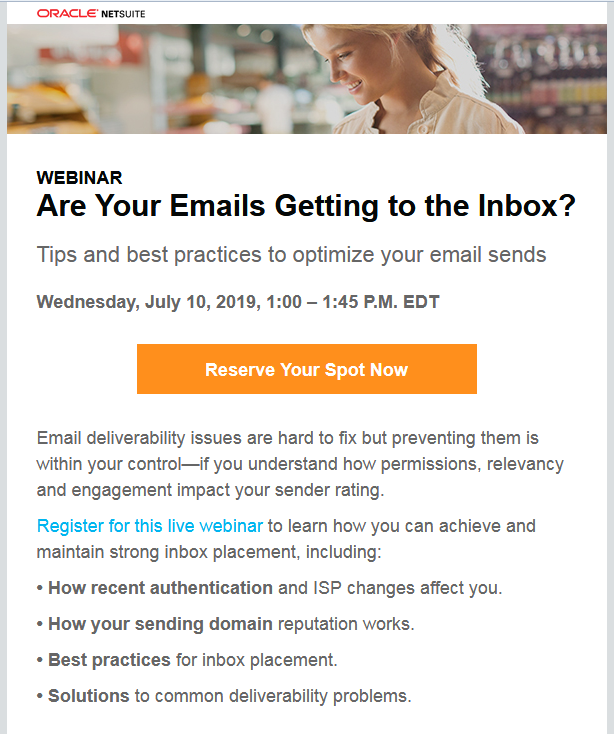 ORACLE NETSUITE
WEBINAR
Are Your Emails Getting to the Inbox?
Tips and best practices to optimize your email sends
Wednesday, July 10, 2019, 1:00 – 1:45 P.M. EDT
Reserve Your Spot Now
Email deliverability issues are hard to fix but preventing them is
within your control—if you understand how permissions, relevancy
and engagement impact your sender rating.
Register for this live webinar to learn how you can achieve and
maintain strong inbox placement, including:
• How recent authentication and ISP changes affect you.
• How your sending domain reputation works.
• Best practices for inbox placement.
• Solutions to common deliverability problems.